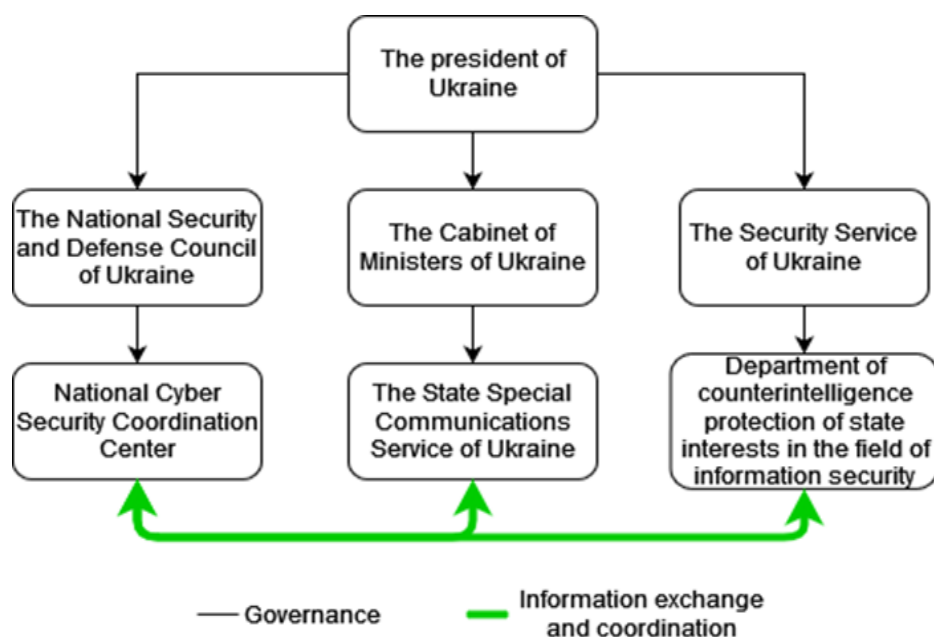 The president of
Ukraine
The National Security
and Defense Council
of Ukraine
The Cabinet of
Ministers of Ukraine
The Security Service
of Ukraine
National Cyber
Security Coordination
Center
The State Special
Communications
Service of Ukraine
Department of
counterintelligence
protection of state
interests in the field of
information security
Governance
Information exchange
and coordination